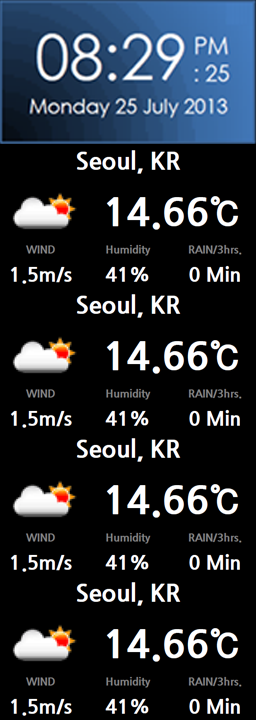 08:29 PM
: 25
Monday 25 July 2013
Seoul, KR
14.66℃
WIND Humidity RAIN/3hrs.
1.5m/s 41% 0 Min
Seoul, KR
14.66℃
WIND Humidity RAIN/3hrs.
1.5m/s 41% 0 Min
Seoul, KR
14.66℃
WIND Humidity RAIN/3hrs.
1.5m/s 41% 0 Min
Seoul, KR
14.66℃
WIND Humidity RAIN/3hrs.
1.5m/s 41% 0 Min